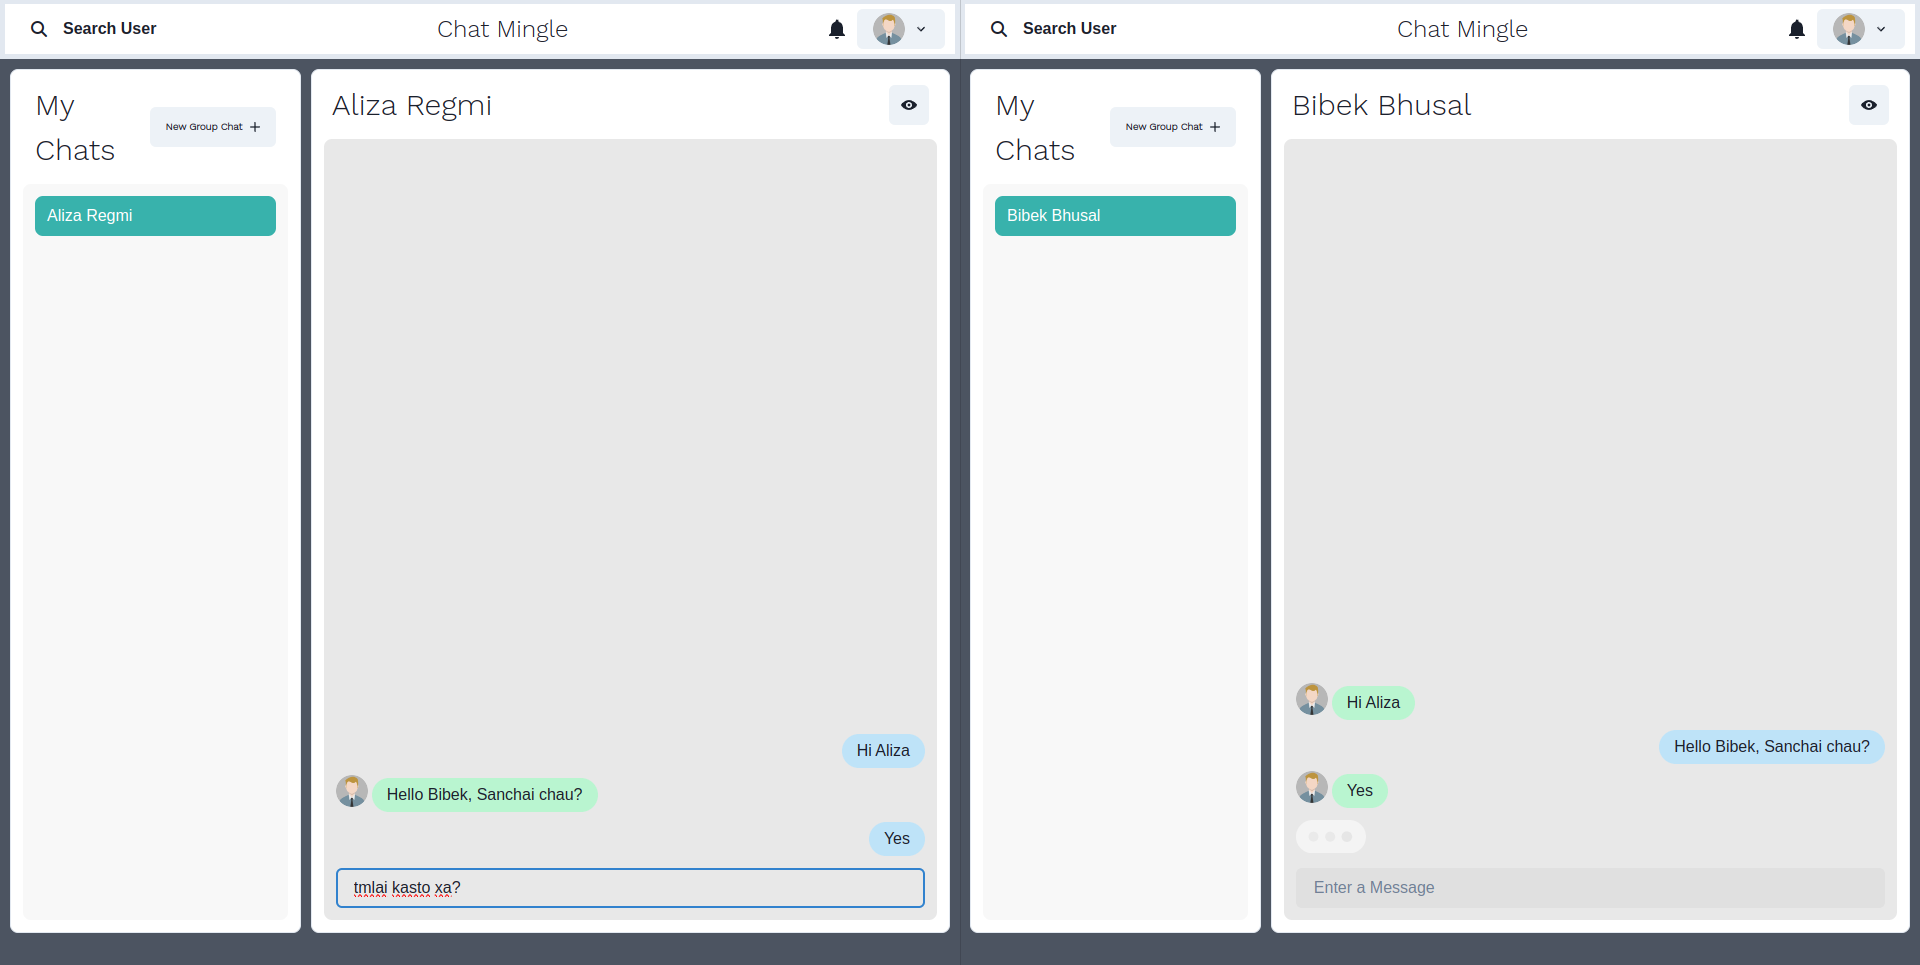 Search User
Chat Mingle
My
Chats
New Group Chat
Aliza Regmi
Aliza Regmi
Hi Aliza
Hello Bibek, Sanchai chau?
Yes
tmlai kasto xa?
Search User
Chat Mingle
My
Chats
New Group Chat
Bibek Bhusal
Bibek Bhusal
Hi Aliza
Hello Bibek, Sanchai chau?
Yes
Enter a Message